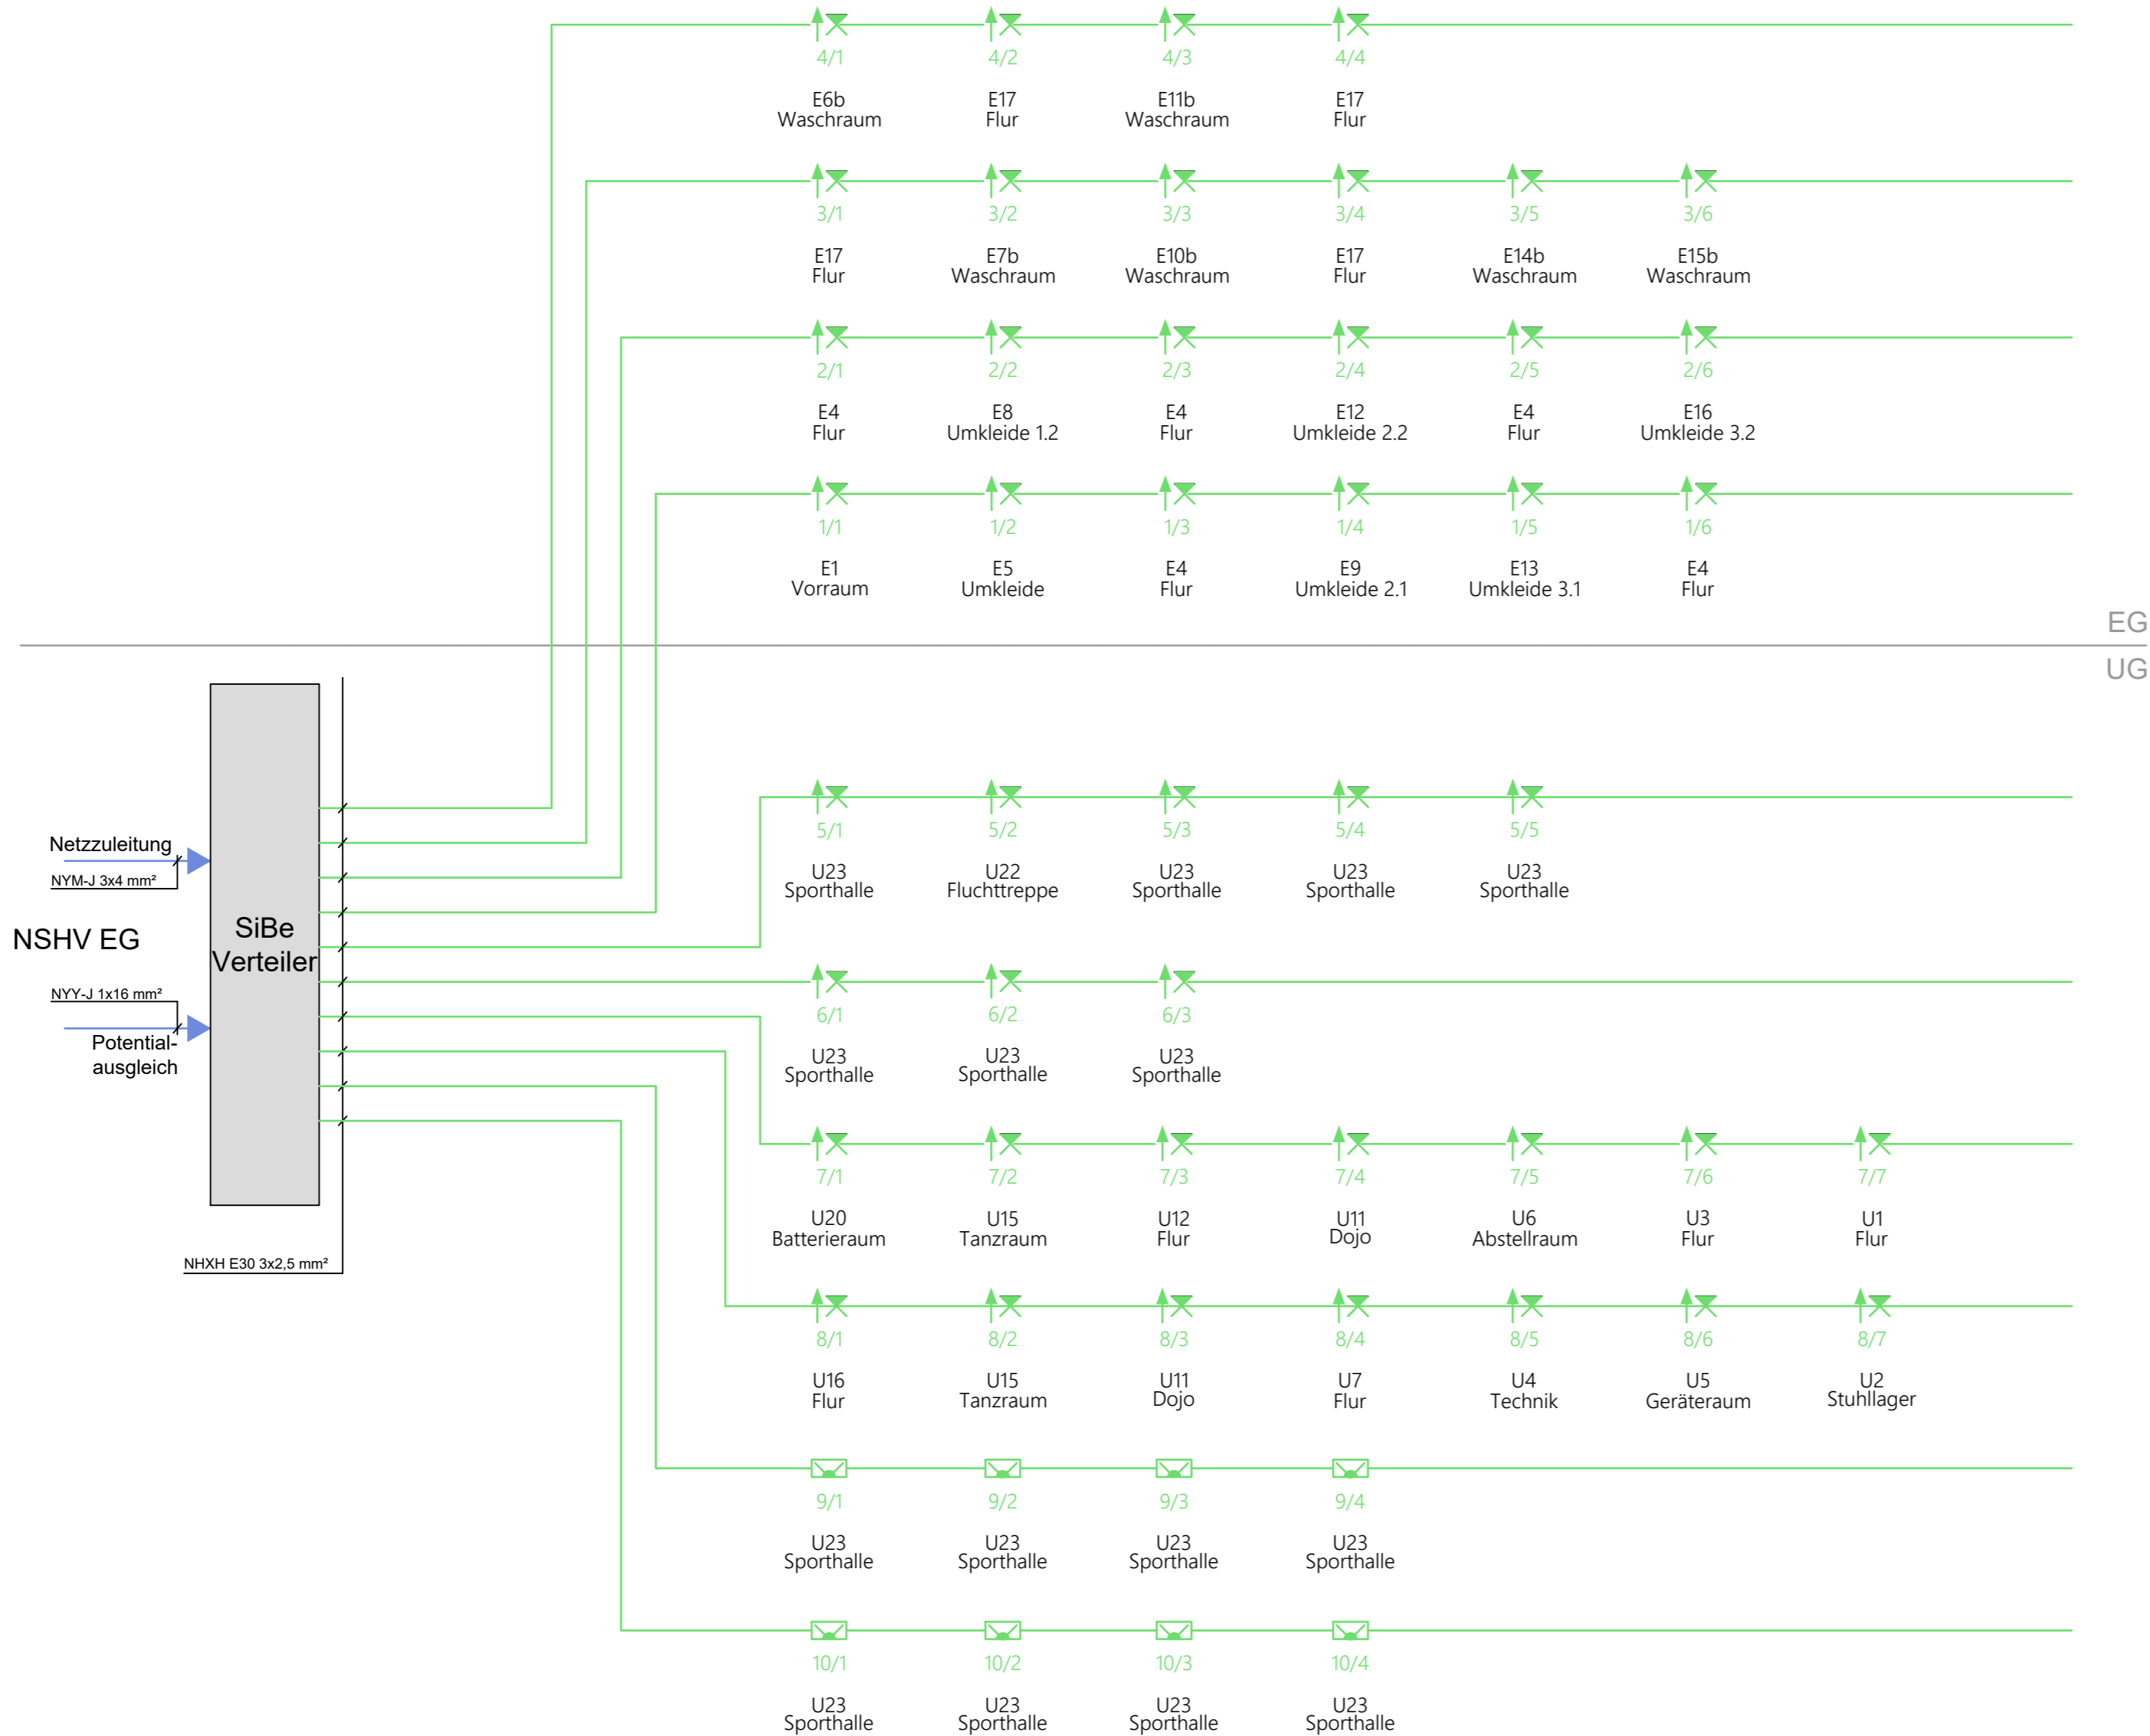 4/1 4/2 4/3 4/4
E6b E17 E11b E17
Waschraum Flur Waschraum Flur
3/1 3/2 3/3 3/4 3/5 3/6
E17 E7b E10b E17 E14b E15b
Flur Waschraum Waschraum Flur Waschraum Waschraum
2/1 2/2 2/3 2/4 2/5 2/6
E4 E8 E4 E12 E4 E16
Flur Umkleide 1.2 Flur Umkleide 2.2 Flur Umkleide 3.2
1/1 1/2 1/3 1/4 1/5 1/6
E1 E5 E4 E9 E13 E4
Vorraum Umkleide Flur Umkleide 2.1 Umkleide 3.1 Flur
EG
UG
Netzzuleitung
NYM-J 3x4 mm²
NSHV EG
NYY-J 1x16 mm²
Potential-
ausgleich
SiBe
Verteiler
NHXH E30 3x2,5 mm²
5/1 5/2 5/3 5/4 5/5
U23 U22 U23 U23 U23
Sporthalle Fluchttreppe Sporthalle Sporthalle Sporthalle
6/1 6/2 6/3
U23 U23 U23
Sporthalle Sporthalle Sporthalle
7/1 7/2 7/3 7/4 7/5 7/6 7/7
U20 U15 U12 U11 U6 U3 U1
Batterieraum Tanzraum Flur Dojo Abstellraum Flur Flur
8/1 8/2 8/3 8/4 8/5 8/6 8/7
U16 U15 U11 U7 U4 U5 U2
Flur Tanzraum Dojo Flur Technik Geräteraum Stuhllager
9/1 9/2 9/3 9/4
U23 U23 U23 U23
Sporthalle Sporthalle Sporthalle Sporthalle
10/1 10/2 10/3 10/4
U23 U23 U23 U23
Sporthalle Sporthalle Sporthalle Sporthalle